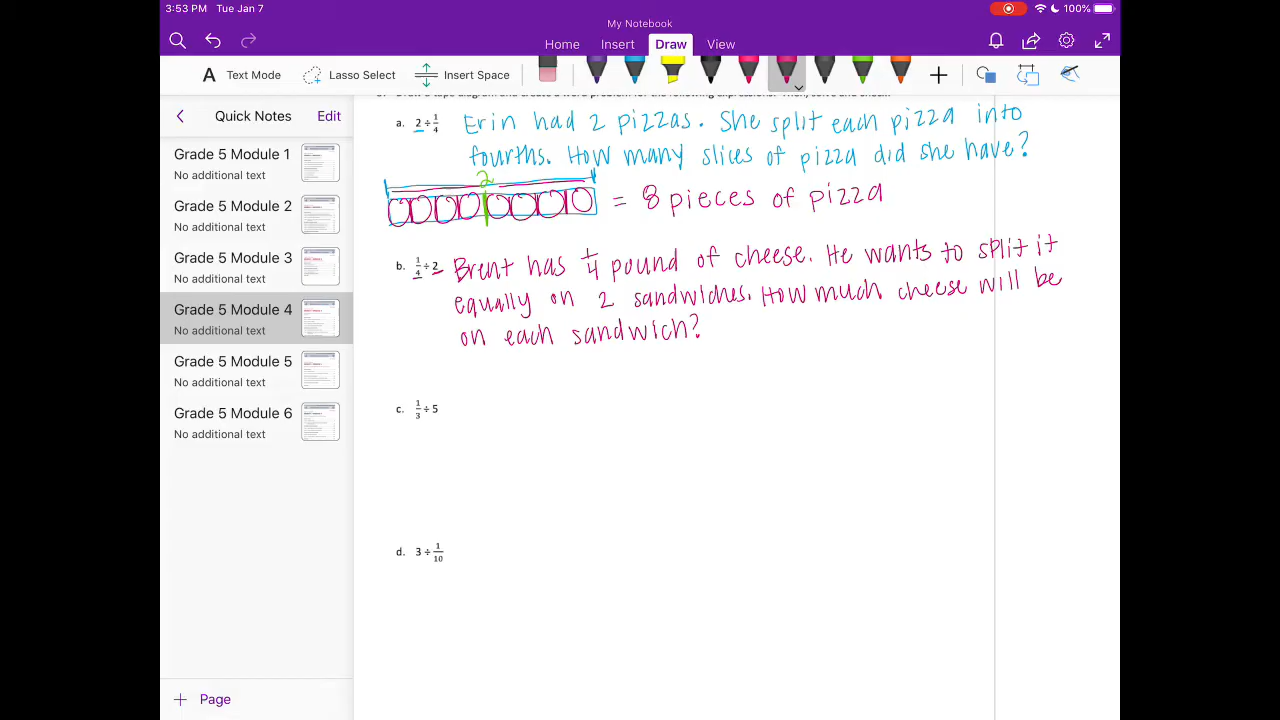 3:53 PM Tue Jan 7
100%
My Notebook
Home Insert Draw View
A Text Mode Lasso Select Insert Space
Quick Notes Edit
Grade 5 Module 1
No additional text
Grade 5 Module 2
No additional text
Grade 5 Module 3
No additional text
Grade 5 Module 4
No additional text
Grade 5 Module 5
No additional text
Grade 5 Module 6
No additional text
+ Page
a. 2 ÷ 1/4 Erin had 2 pizzas. She split each pizza into
fourths. How many slices of pizza did she have?
2
= 8 pieces of pizza
b. 1/4 ÷ 2 - Brent has 1/4 pound of cheese. He wants to split it
equally on 2 sandwiches. How much cheese will be
on each sandwich?
1/3 ÷ 5
d. 3 ÷ 1/10